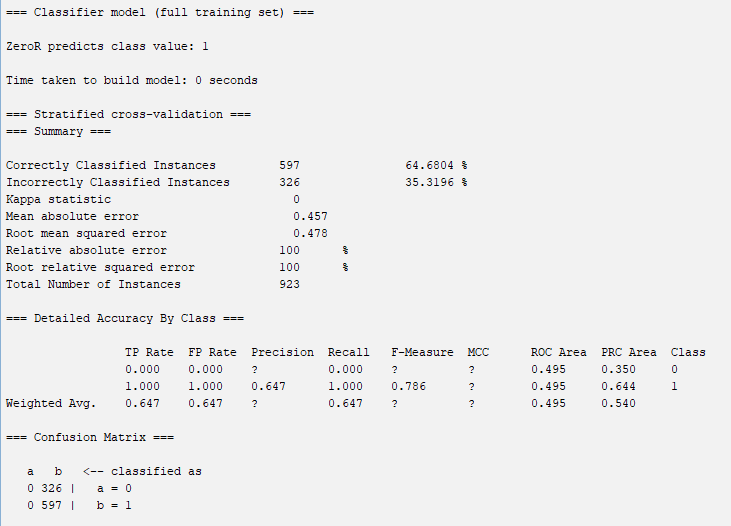 === Classifier model (full training set) ===
ZeroR predicts class value: 1
Time taken to build model: 0 seconds
=== Stratified cross-validation ===
=== Summary ===
Correctly Classified Instances 597 64.6804 %
Incorrectly Classified Instances 326 35.3196 %
Kappa statistic 0
Mean absolute error 0.457
Root mean squared error 0.478
Relative absolute error 100 %
Root relative squared error 100 %
Total Number of Instances 923
=== Detailed Accuracy By Class ===
TP Rate FP Rate Precision Recall F-Measure MCC ROC Area PRC Area Class
0.000 0.000 ? 0.000 ? ? 0.495 0.350 0
1.000 1.000 0.647 1.000 0.786 ? 0.495 0.644 1
Weighted Avg. 0.647 0.647 ? 0.647 ? ? 0.495 0.540
=== Confusion Matrix ===
a b <-- classified as
0 326 | a = 0
0 597 | b = 1